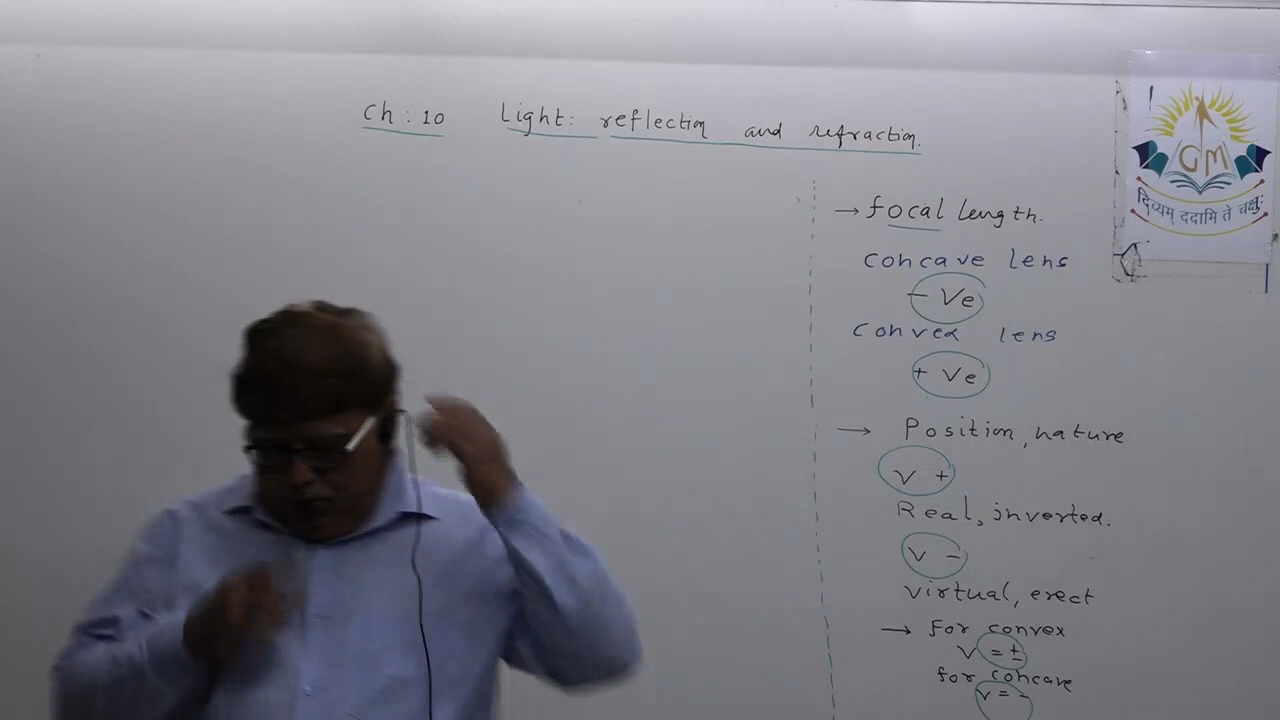 Ch : 10 Light: reflection and refraction.
GM
दिव्यम् ददामि ते चक्षुः
→ focal length.
concave lens
- Ve
convex lens
+ Ve
→ Position, nature
v +
Real, inverted.
v -
virtual, erect
→ for convex
v = ±
for concave
v = -